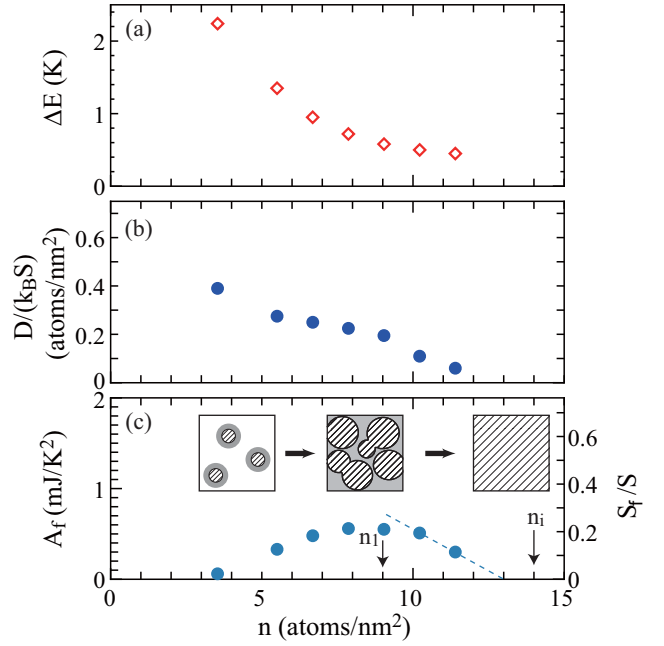 (a)
2
1
0
ΔE (K)
(b)
0.6
0.4
0.2
0
D/(k_BS)
(atoms/nm²)
(c)
2
1
0
A_f (mJ/K²)
0.6
0.4
0.2
0
S_f/S
n₁
n_i
0
5
10
15
n (atoms/nm²)